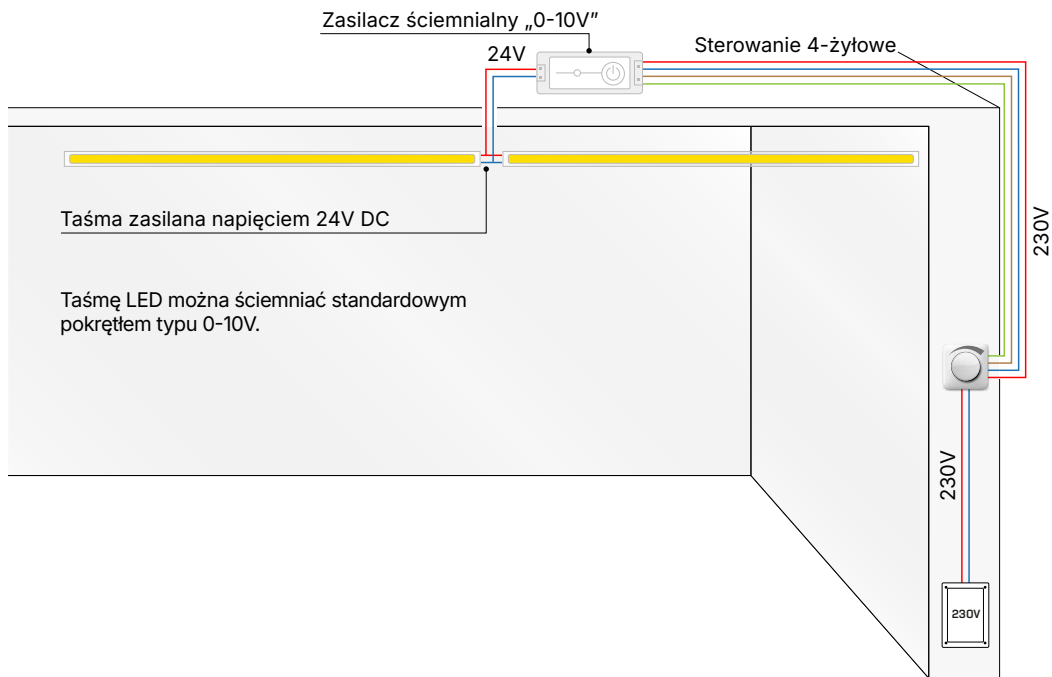 Zasilacz ściemnialny „0-10V”
24V
Sterowanie 4-żyłowe
Taśma zasilana napięciem 24V DC
230V
Taśmę LED można ściemniać standardowym
pokrętłem typu 0-10V.
230V
230V